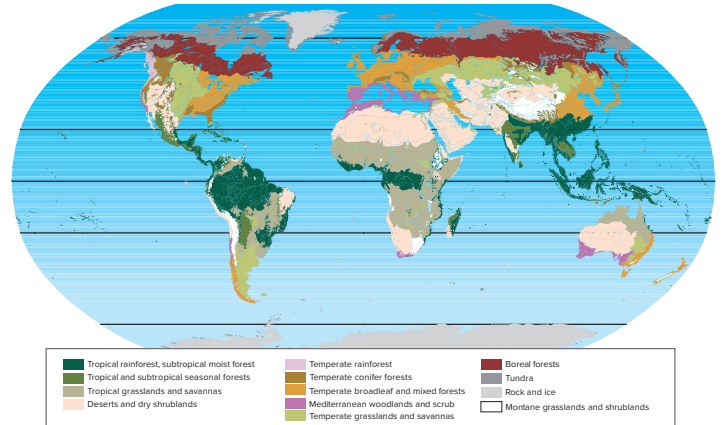 Tropical rainforest, subtropical moist forest
Tropical and subtropical seasonal forests
Tropical grasslands and savannas
Deserts and dry shrublands
Temperate rainforest
Temperate conifer forests
Temperate broadleaf and mixed forests
Mediterranean woodlands and scrub
Temperate grasslands and savannas
Boreal forests
Tundra
Rock and ice
Montane grasslands and shrublands